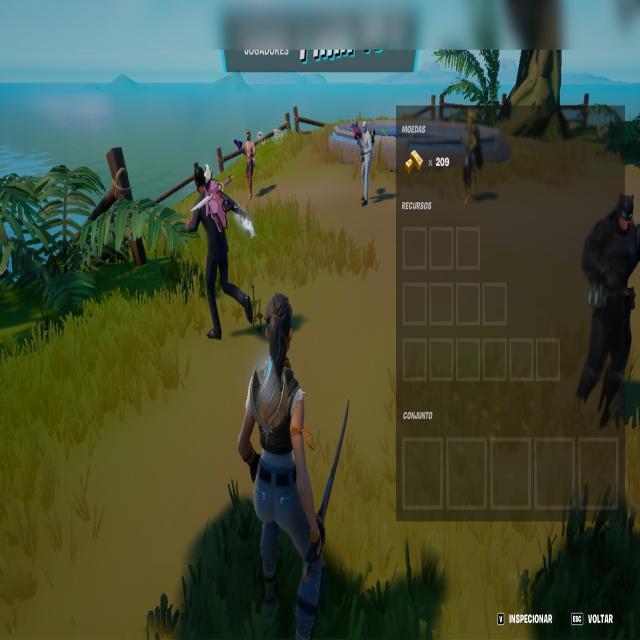 JOGADORES
MOEDAS
x 209
RECURSOS
CONJUNTO
V INSPECIONAR ESC VOLTAR